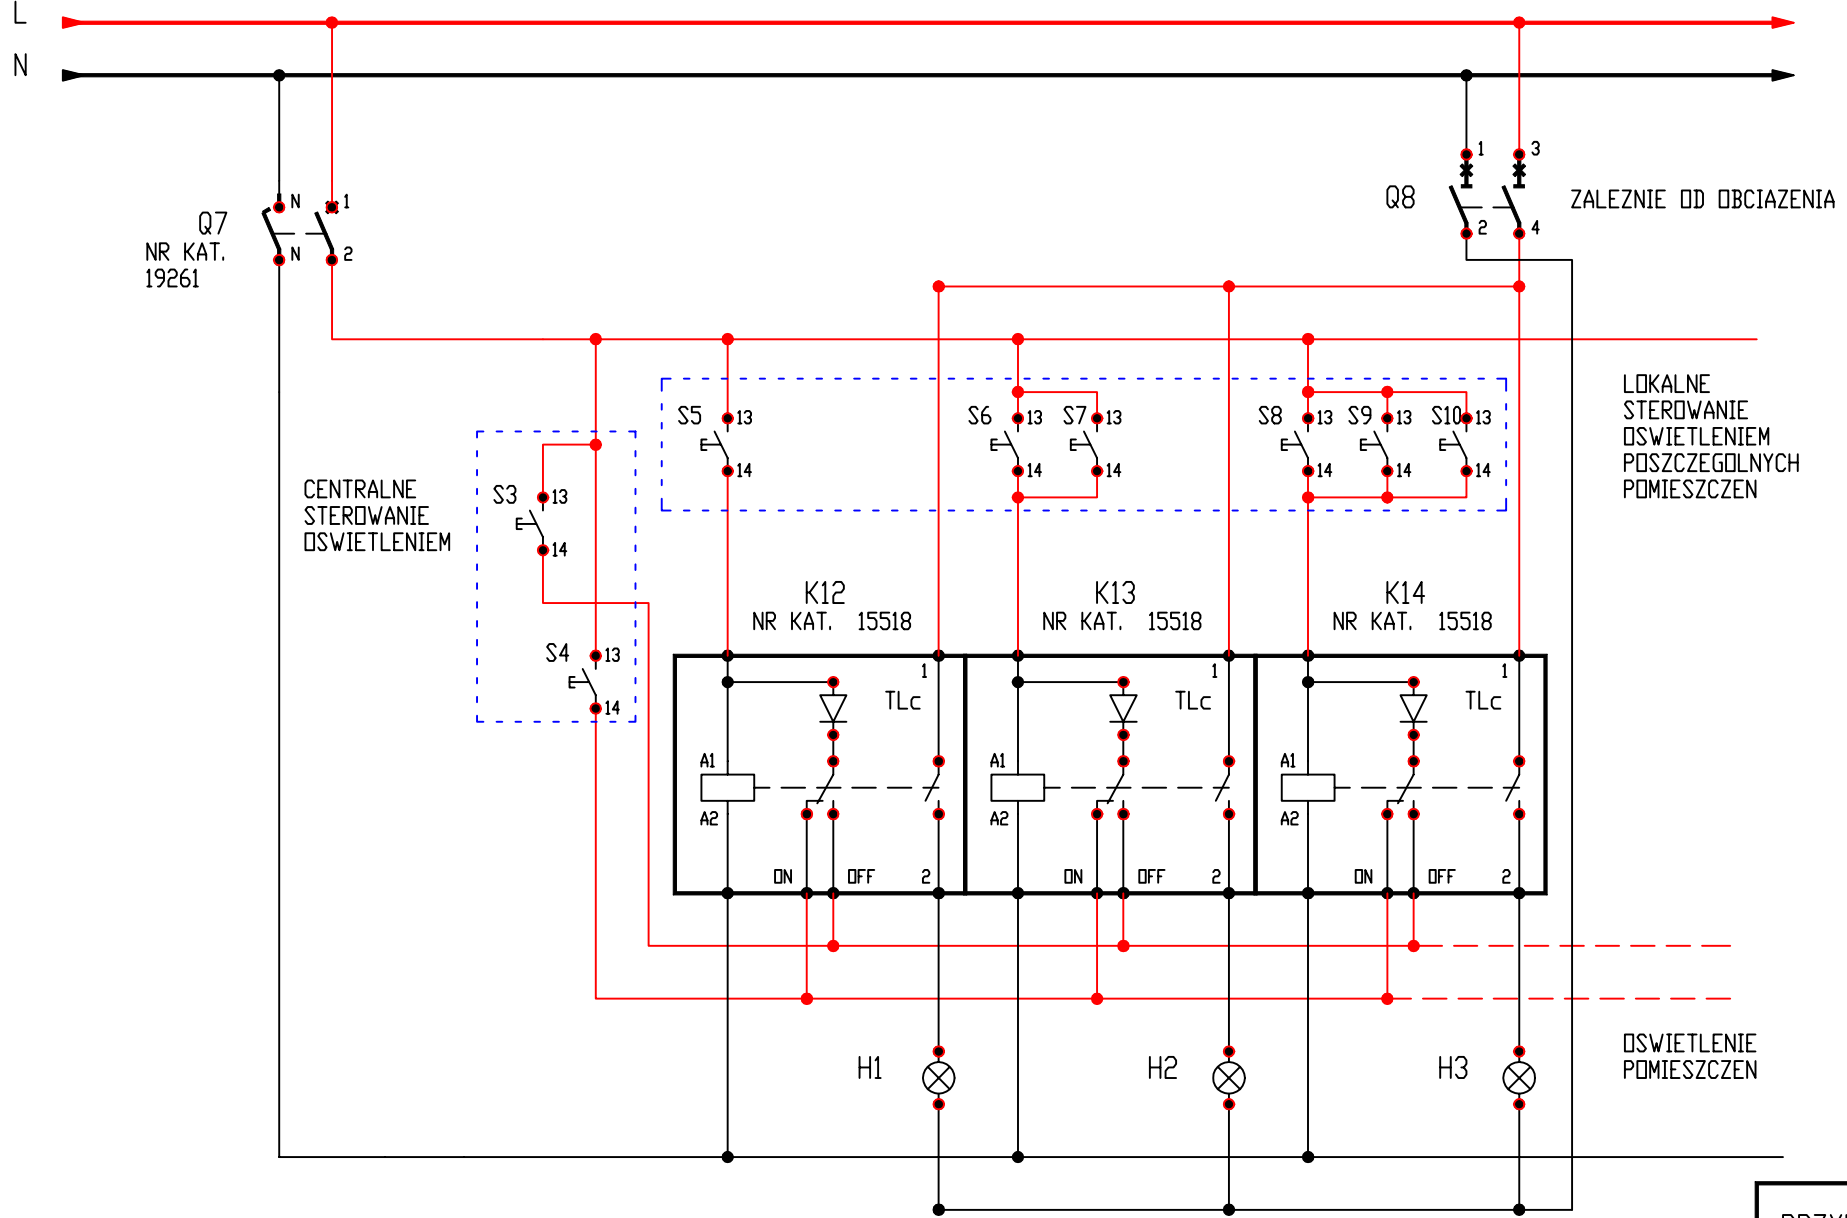 L
N
Q7
NR KAT.
19261
N
1
N
2
Q8
1
3
2
4
ZALEZNIE OD OBCIAZENIA
LOKALNE
STEROWANIE
OSWIETLENIEM
POSZCZEGOLNYCH
POMIESZCZEN
S5
13
14
S6
13
14
S7
13
14
S8
13
14
S9
13
14
S10
13
14
CENTRALNE
STEROWANIE
OSWIETLENIEM
S3
13
14
S4
13
14
K12
NR KAT. 15518
K13
NR KAT. 15518
K14
NR KAT. 15518
1
TLc
A1
A2
ON
OFF
2
1
TLc
A1
A2
ON
OFF
2
1
TLc
A1
A2
ON
OFF
2
H1
H2
H3
OSWIETLENIE
POMIESZCZEN